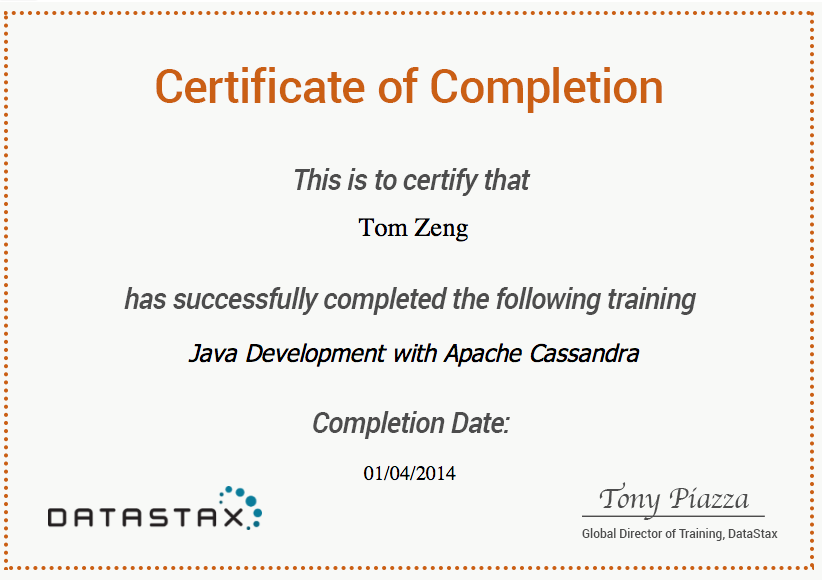 Certificate of Completion
This is to certify that
Tom Zeng
has successfully completed the following training
Java Development with Apache Cassandra
Completion Date:
01/04/2014
DATASTAX
Tony Piazza
Global Director of Training, DataStax